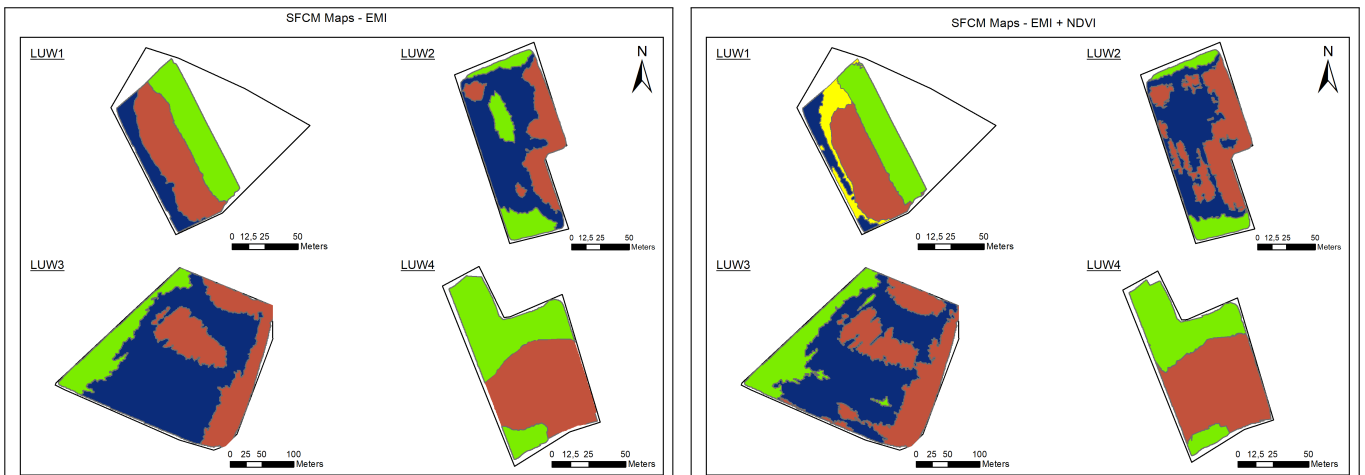 SFCM Maps - EMI
LUW1
LUW2
N
0 12,5 25 50
Meters
0 12,5 25 50
Meters
LUW3
LUW4
0 25 50 100
Meters
0 12,5 25 50
Meters
SFCM Maps - EMI + NDVI
LUW1
LUW2
N
0 12,5 25 50
Meters
0 12,5 25 50
Meters
LUW3
LUW4
0 25 50 100
Meters
0 12,5 25 50
Meters